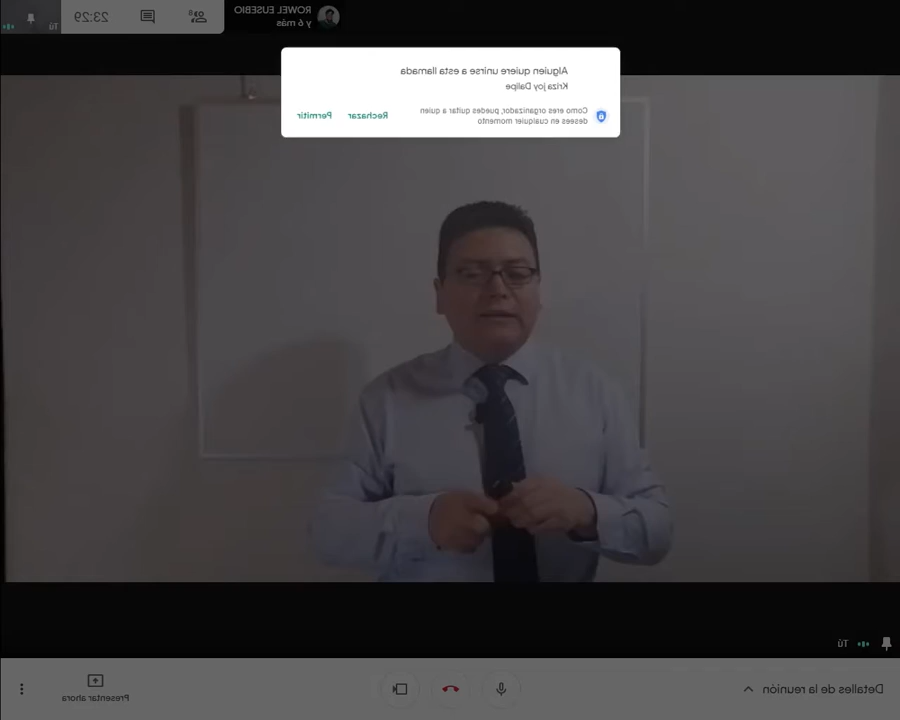 ROWEL EUSEBIO
y 6 más
8
23:29
Tú
Alguien quiere unirse a esta llamada
Kriza joy Dalipe
Como eres organizador, puedes quitar a quien
desees en cualquier momento
Rechazar
Permitir
Tú
Detalles de la reunión
Presentar ahora